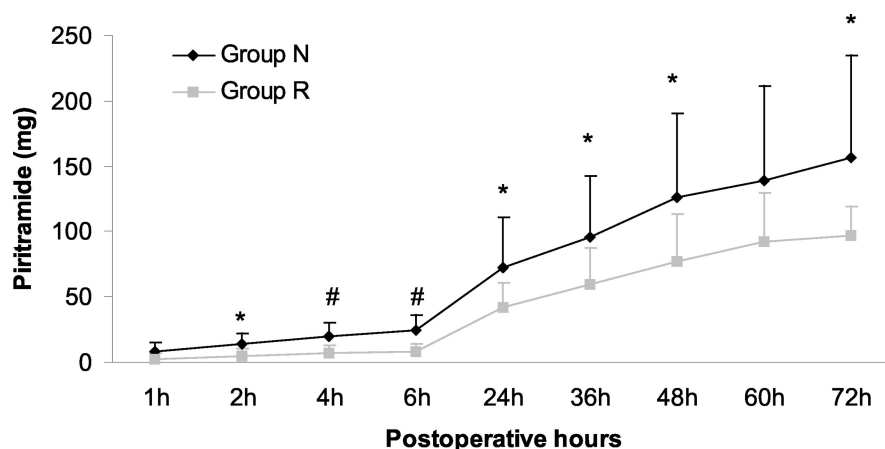 250
200
150
100
50
0
Piritramide (mg)
Group N
Group R
*
#
#
*
*
*
*
1h 2h 4h 6h 24h 36h 48h 60h 72h
Postoperative hours